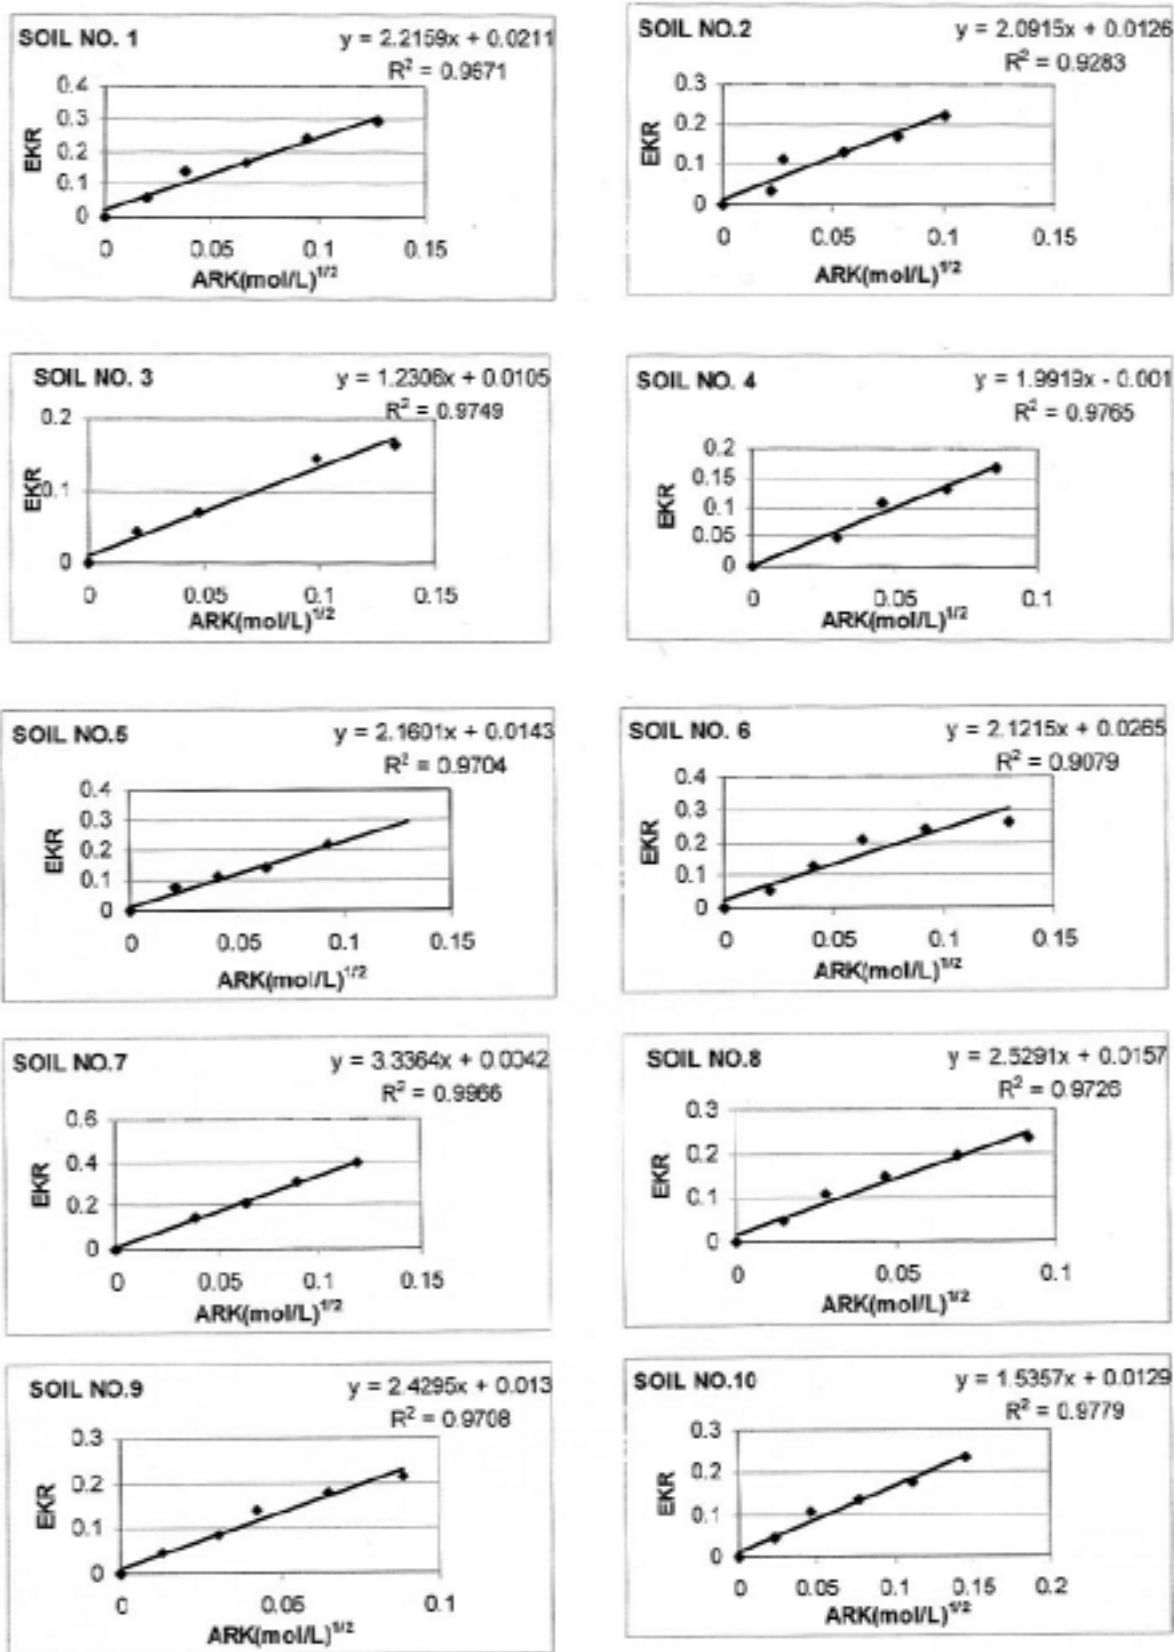 SOIL NO. 1
y = 2.2159x + 0.0211
R² = 0.9671
0.4
0.3
0.2
0.1
0
EKR
0 0.05 0.1 0.15
ARK(mol/L)^1/2
SOIL NO.2
y = 2.0915x + 0.0126
R² = 0.9283
0.3
0.2
0.1
0
EKR
0 0.05 0.1 0.15
ARK(mol/L)^1/2
SOIL NO. 3
y = 1.2306x + 0.0105
R² = 0.9749
0.2
0.1
0
EKR
0 0.05 0.1 0.15
ARK(mol/L)^1/2
SOIL NO. 4
y = 1.9919x - 0.001
R² = 0.9765
0.2
0.15
0.1
0.05
0
EKR
0 0.05 0.1
ARK(mol/L)^1/2
SOIL NO.5
y = 2.1601x + 0.0143
R² = 0.9704
0.4
0.3
0.2
0.1
0
EKR
0 0.05 0.1 0.15
ARK(mol/L)^1/2
SOIL NO. 6
y = 2.1215x + 0.0265
R² = 0.9079
0.4
0.3
0.2
0.1
0
EKR
0 0.05 0.1 0.15
ARK(mol/L)^1/2
SOIL NO.7
y = 3.3364x + 0.0042
R² = 0.9966
0.6
0.4
0.2
0
EKR
0 0.05 0.1 0.15
ARK(mol/L)^1/2
SOIL NO.8
y = 2.5291x + 0.0157
R² = 0.9726
0.3
0.2
0.1
0
EKR
0 0.05 0.1
ARK(mol/L)^1/2
SOIL NO.9
y = 2.4295x + 0.013
R² = 0.9708
0.3
0.2
0.1
0
EKR
0 0.05 0.1
ARK(mol/L)^1/2
SOIL NO.10
y = 1.5357x + 0.0129
R² = 0.9779
0.3
0.2
0.1
0
EKR
0 0.05 0.1 0.15 0.2
ARK(mol/L)^1/2